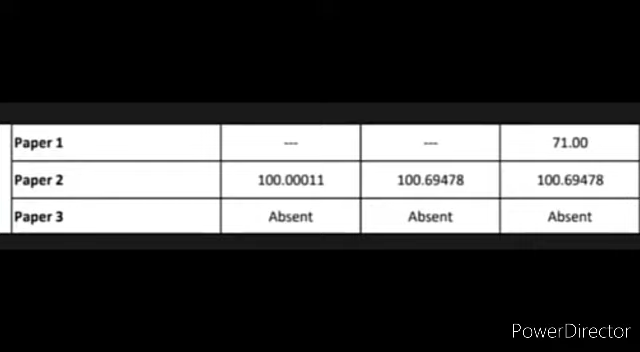 Paper 1 --- --- 71.00
Paper 2 100.00011 100.69478 100.69478
Paper 3 Absent Absent Absent
PowerDirector